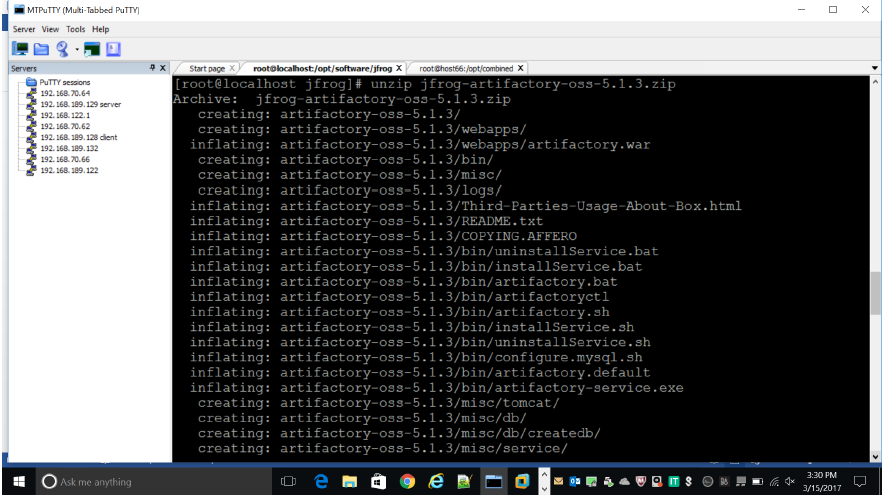 MTPuTTY (Multi-Tabbed PuTTY)
Server View Tools Help
Servers
PuTTY sessions
192.168.70.64
192.168.189.129 server
192.168.122.1
192.168.70.62
192.168.189.128 client
192.168.189.132
192.168.70.66
192.168.189.122
Start page X root@localhost:/opt/software/jfrog X root@host66:/opt/combined X
[root@localhost jfrog]# unzip jfrog-artifactory-oss-5.1.3.zip
Archive:  jfrog-artifactory-oss-5.1.3.zip
creating: artifactory-oss-5.1.3/
creating: artifactory-oss-5.1.3/webapps/
inflating: artifactory-oss-5.1.3/webapps/artifactory.war
creating: artifactory-oss-5.1.3/bin/
creating: artifactory-oss-5.1.3/misc/
creating: artifactory-oss-5.1.3/logs/
inflating: artifactory-oss-5.1.3/Third-Parties-Usage-About-Box.html
inflating: artifactory-oss-5.1.3/README.txt
inflating: artifactory-oss-5.1.3/COPYING.AFFERO
inflating: artifactory-oss-5.1.3/bin/uninstallService.bat
inflating: artifactory-oss-5.1.3/bin/installService.bat
inflating: artifactory-oss-5.1.3/bin/artifactory.bat
inflating: artifactory-oss-5.1.3/bin/artifactoryctl
inflating: artifactory-oss-5.1.3/bin/artifactory.sh
inflating: artifactory-oss-5.1.3/bin/installService.sh
inflating: artifactory-oss-5.1.3/bin/uninstallService.sh
inflating: artifactory-oss-5.1.3/bin/configure.mysql.sh
inflating: artifactory-oss-5.1.3/bin/artifactory.default
inflating: artifactory-oss-5.1.3/bin/artifactory-service.exe
creating: artifactory-oss-5.1.3/misc/tomcat/
creating: artifactory-oss-5.1.3/misc/db/
creating: artifactory-oss-5.1.3/misc/db/createdb/
creating: artifactory-oss-5.1.3/misc/service/
Ask me anything
3:30 PM
3/15/2017